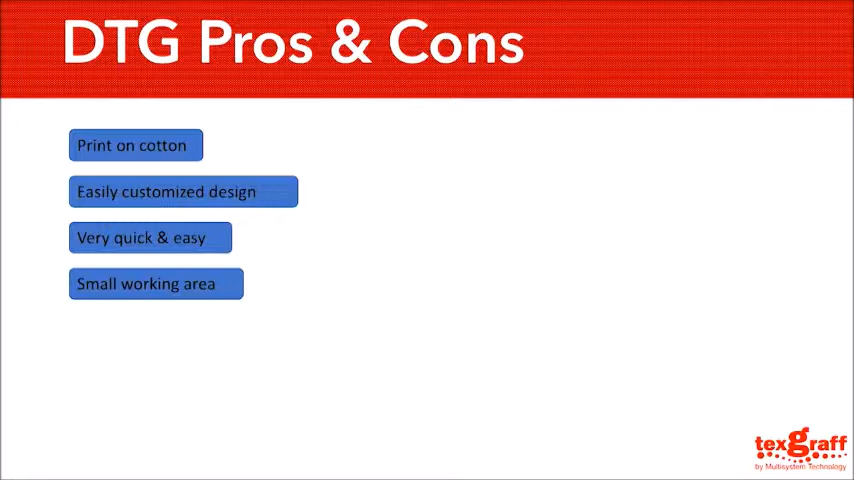 DTG Pros & Cons
Print on cotton
Easily customized design
Very quick & easy
Small working area
texgraff
by Multisystem Technology